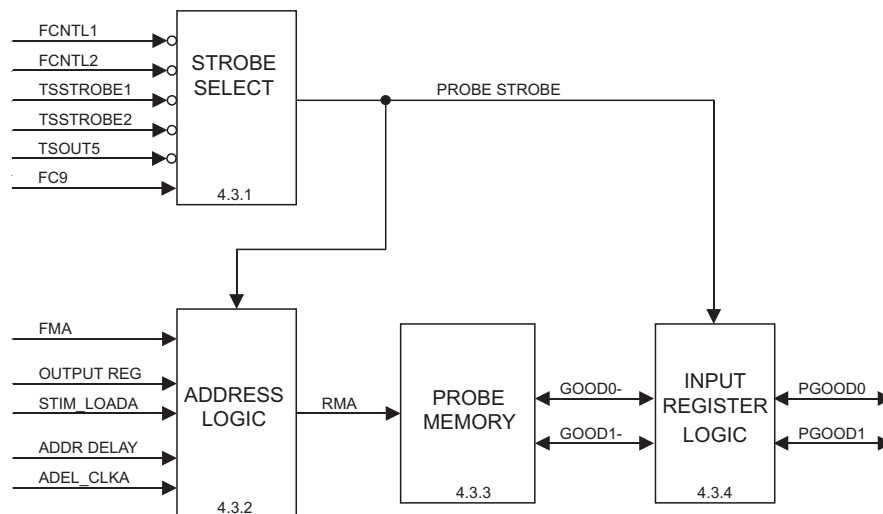 FCNTL1
FCNTL2
TSSTROBE1
TSSTROBE2
TSOUT5
FC9
STROBE
SELECT
4.3.1
PROBE STROBE
FMA
OUTPUT REG
STIM_LOADA
ADDR DELAY
ADEL_CLKA
ADDRESS
LOGIC
4.3.2
RMA
PROBE
MEMORY
4.3.3
GOOD0-
GOOD1-
INPUT
REGISTER
LOGIC
4.3.4
PGOOD0
PGOOD1